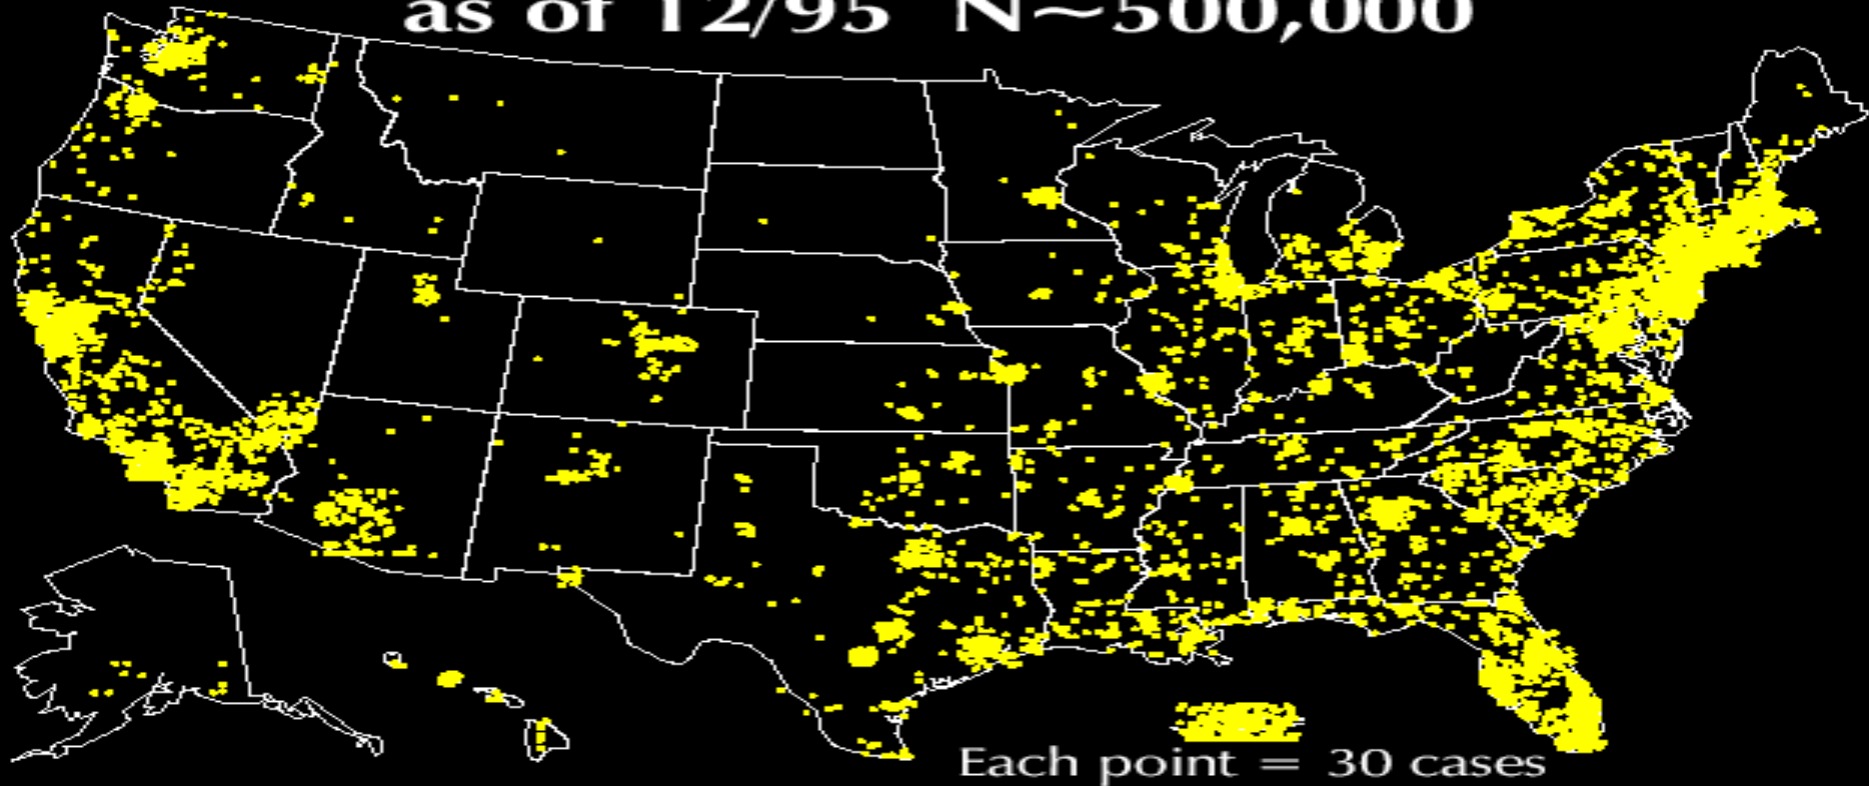 as of 12/95 N~500,000
Each point = 30 cases